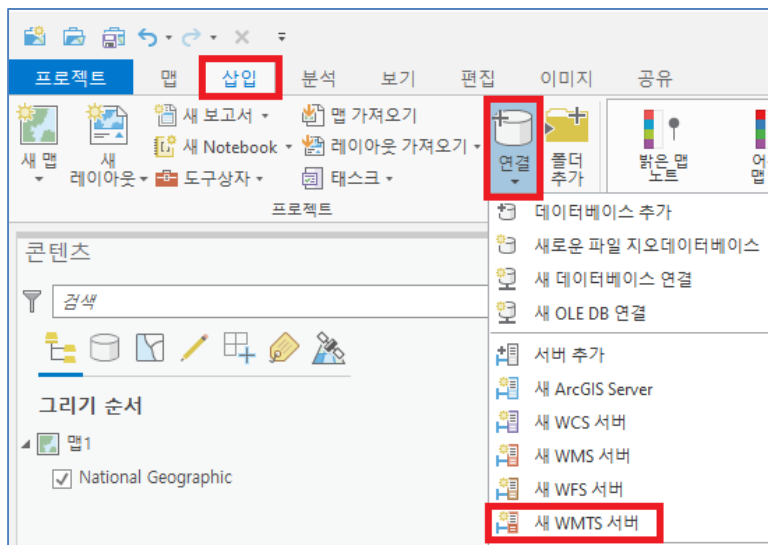 프로젝트 맵 삽입 분석 보기 편집 이미지 공유
새 맵
새 레이아웃
새 보고서
새 Notebook
도구상자
맵 가져오기
레이아웃 가져오기
태스크
연결
폴더 추가
밝은 맵 노트
프로젝트
데이터베이스 추가
새로운 파일 지오데이터베이스
새 데이터베이스 연결
새 OLE DB 연결
서버 추가
새 ArcGIS Server
새 WCS 서버
새 WMS 서버
새 WFS 서버
새 WMTS 서버
콘텐츠
검색
그리기 순서
맵1
National Geographic